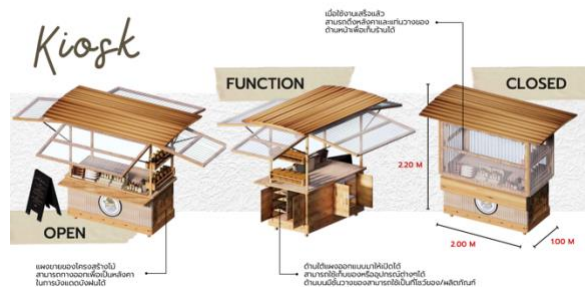 Kiosk
เมื่อใช้งานเสร็จแล้ว
สามารถดึงหลังคาและแท่นวางของ
ด้านหน้าเพื่อเก็บร้านได้
FUNCTION
CLOSED
2.20 M
OPEN
2.00 M
1.00 M
แผงขายของโครงสร้างไม้
สามารถกางออกเพื่อเป็นหลังคา
ในการบังแดดบังฝนได้
ด้านใต้แผงออกแบบมาให้เปิดได้
สามารถใช้เก็บของหรืออุปกรณ์ต่างๆได้
ด้านบนมีชั้นวางของสามารถใช้เป็นที่โชว์ของ/ผลิตภัณฑ์